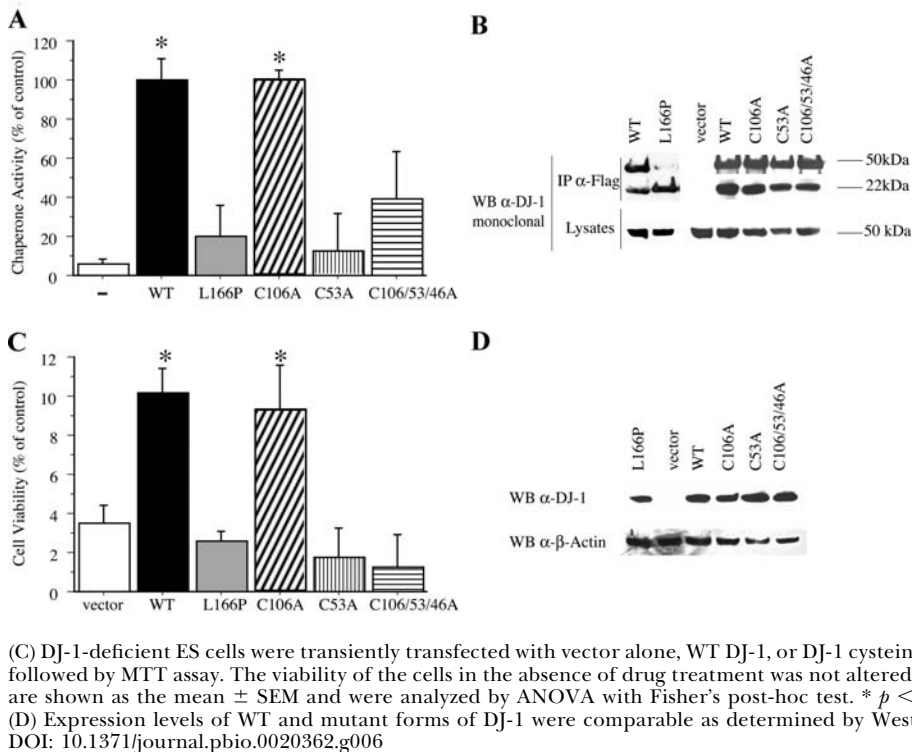 A
Chaperone Activity (% of control)
120
100
80
60
40
20
0
*
*
– WT L166P C106A C53A C106/53/46A
B
WT
L166P
vector
WT
C106A
C53A
C106/53/46A
WB α-DJ-1
monoclonal
IP α-Flag
Lysates
50kDa
22kDa
50 kDa
C
Cell Viability (% of control)
12
10
8
6
4
2
0
*
*
vector WT L166P C106A C53A C106/53/46A
D
L166P
vector
WT
C106A
C53A
C106/53/46A
WB α-DJ-1
WB α-β-Actin
(C) DJ-1-deficient ES cells were transiently transfected with vector alone, WT DJ-1, or DJ-1 cystein
followed by MTT assay. The viability of the cells in the absence of drug treatment was not altered
are shown as the mean ± SEM and were analyzed by ANOVA with Fisher's post-hoc test. * p <
(D) Expression levels of WT and mutant forms of DJ-1 were comparable as determined by West
DOI: 10.1371/journal.pbio.0020362.g006